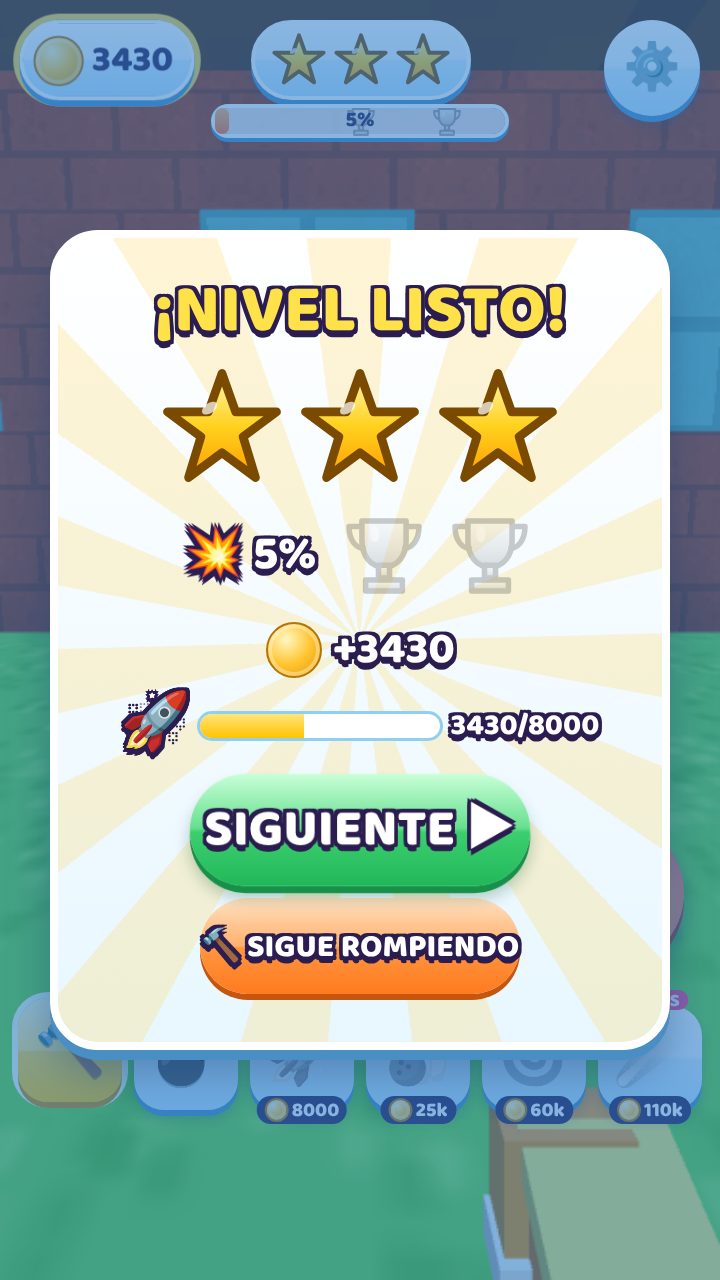 3430
5%
¡NIVEL LISTO!
5%
+3430
3430/8000
SIGUIENTE
SIGUE ROMPIENDO
S
8000
25k
60k
110k